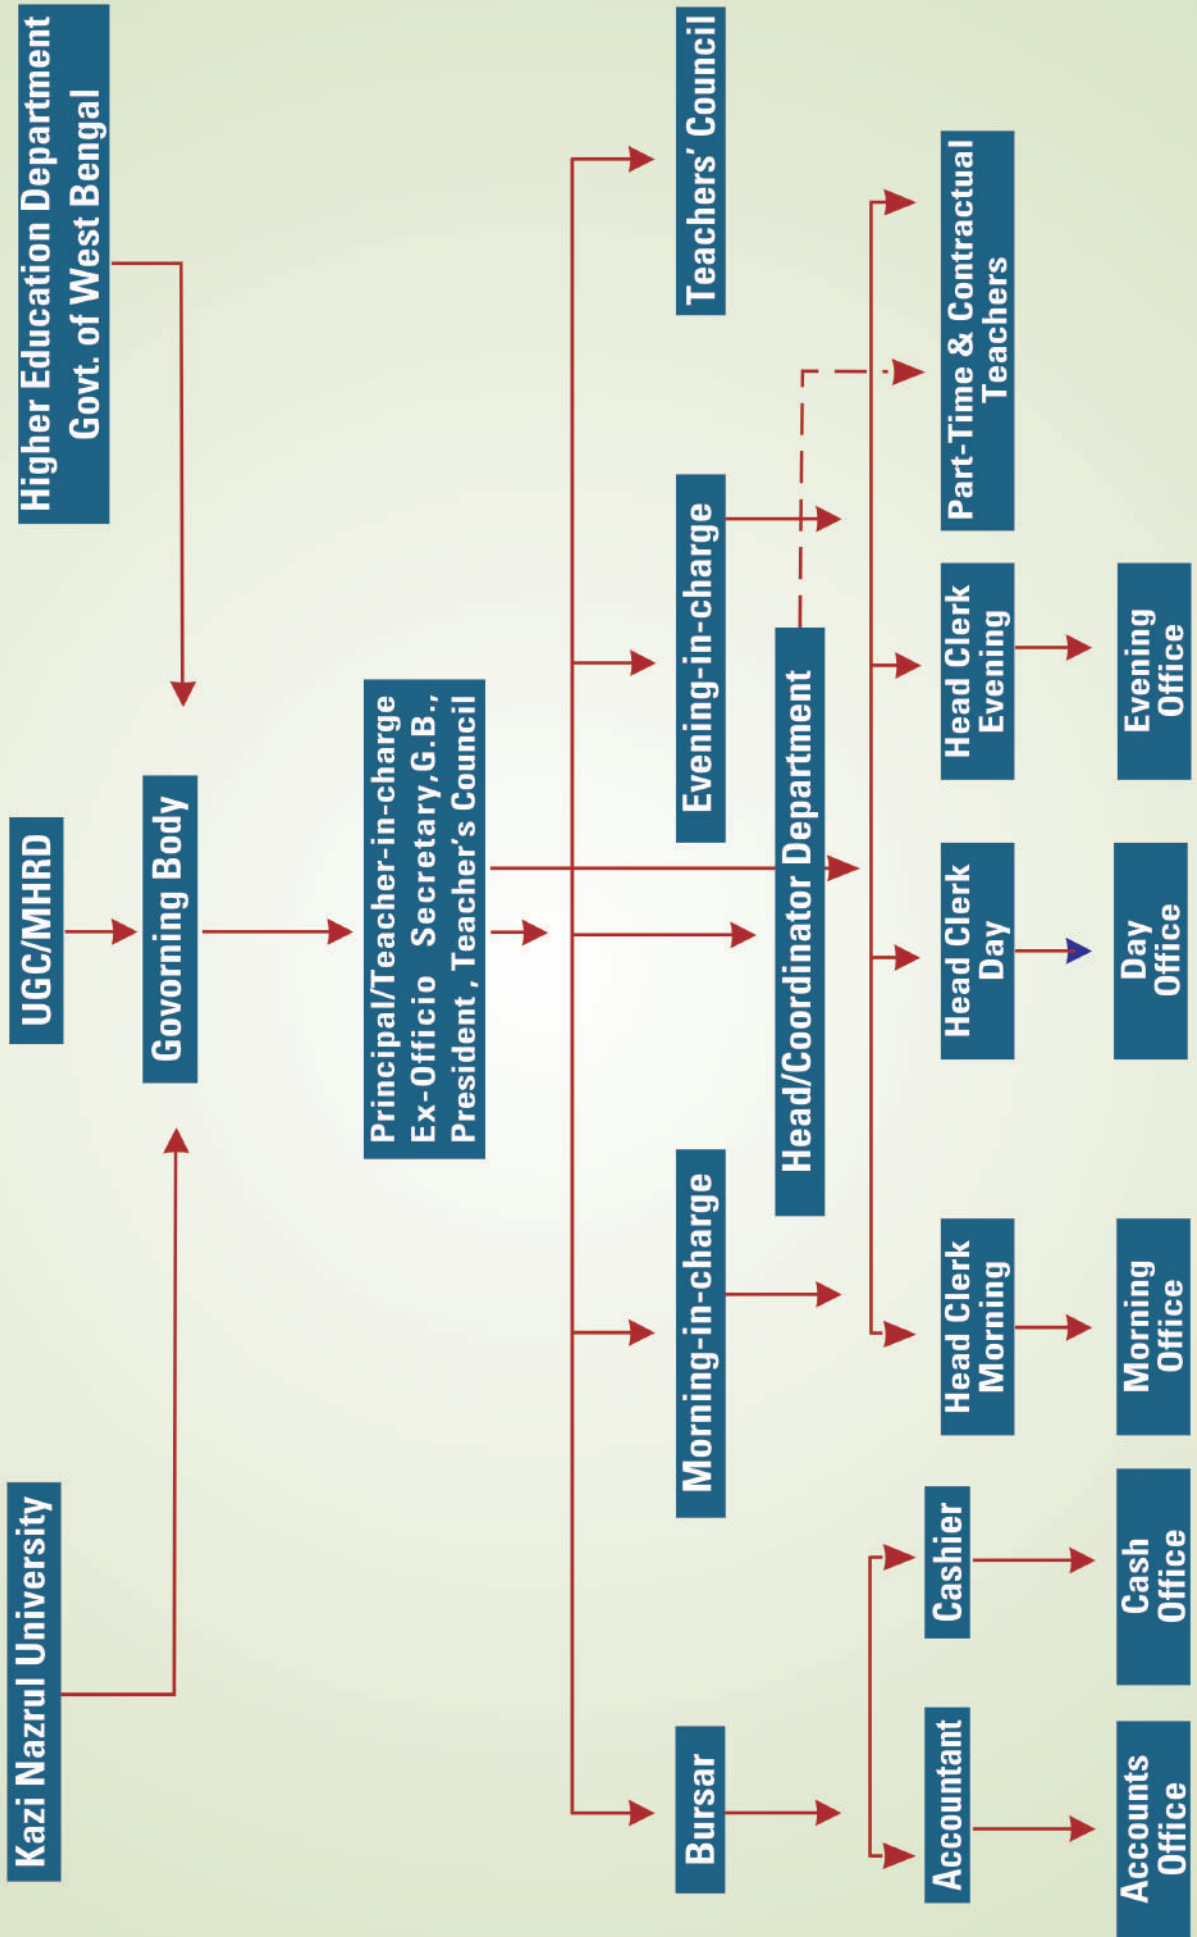 Kazi Nazrul University
UGC/MHRD
Higher Education Department
Govt. of West Bengal
Govorning Body
Principal/Teacher-in-charge
Ex-Officio Secretary,G.B.,
President, Teacher's Council
Bursar
Morning-in-charge
Evening-in-charge
Teachers' Council
Head/Coordinator Department
Accountant
Cashier
Head Clerk
Morning
Head Clerk
Day
Head Clerk
Evening
Part-Time & Contractual
Teachers
Accounts
Office
Cash
Office
Morning
Office
Day
Office
Evening
Office